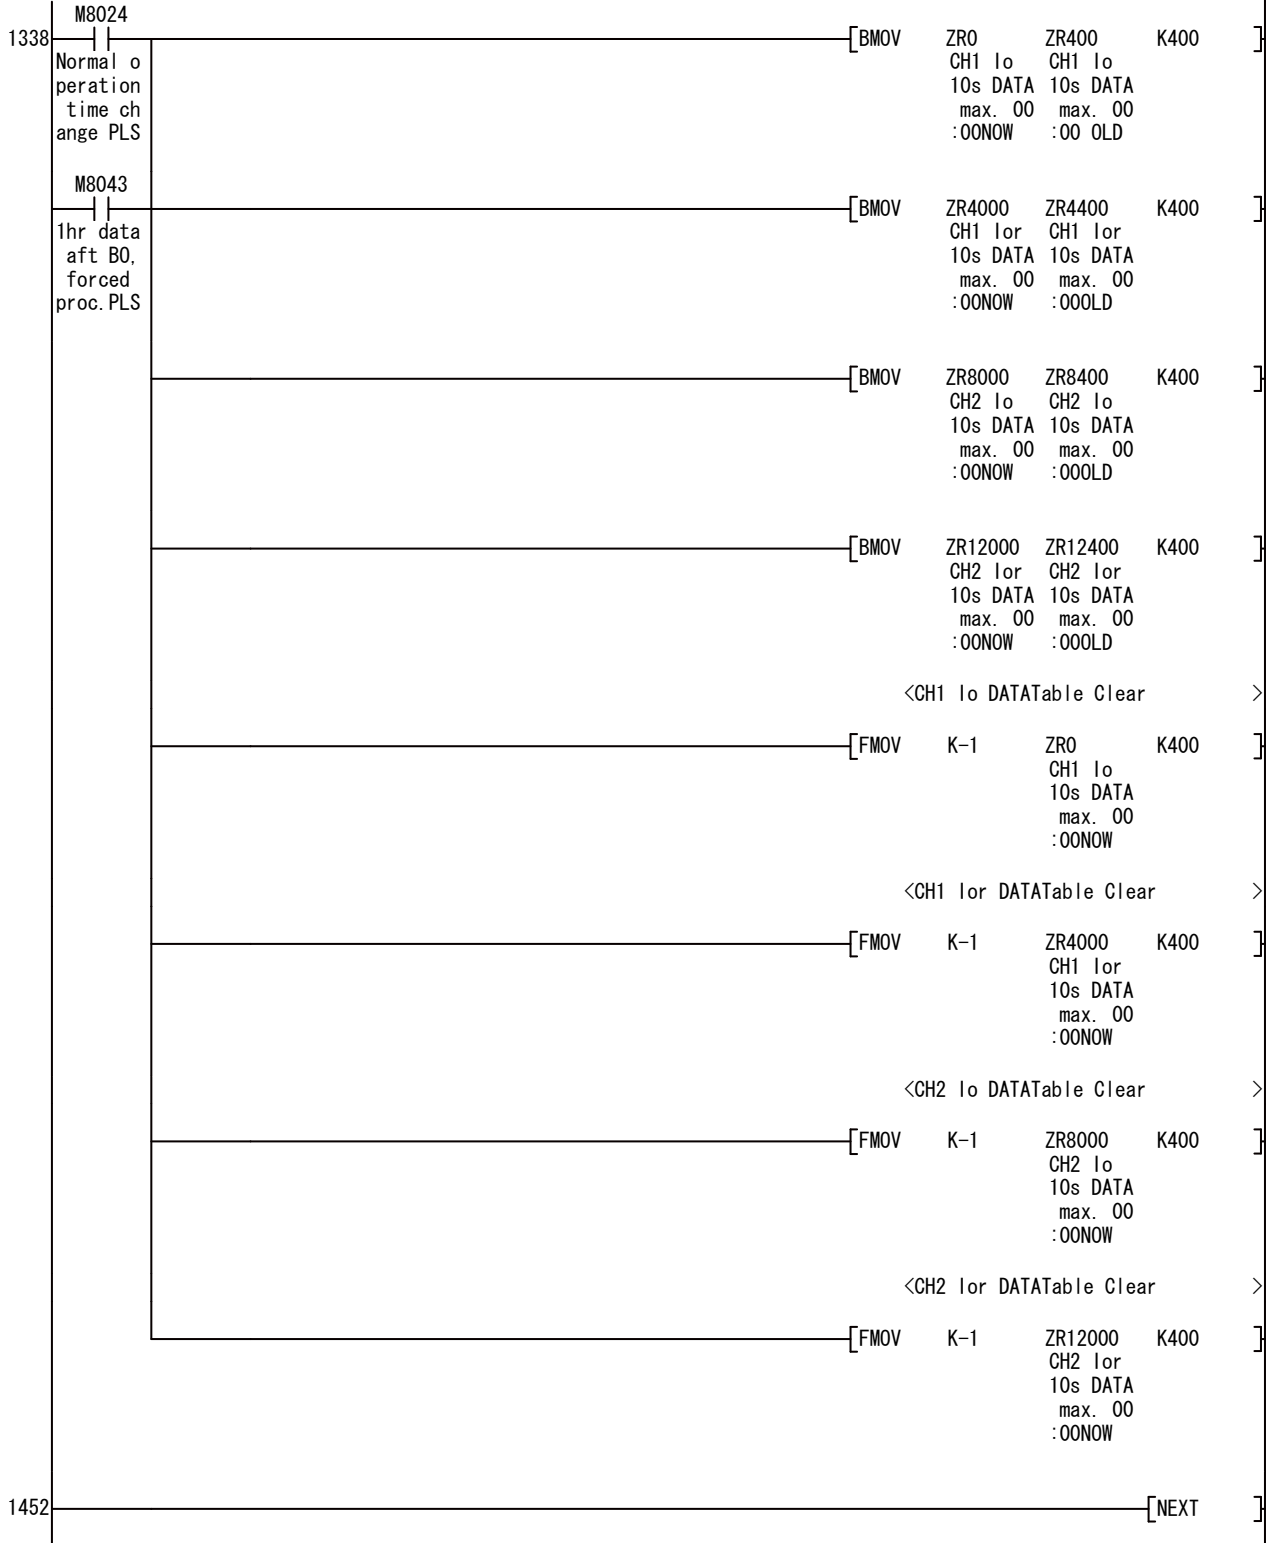 M8024
1338 [BMOV ZR0 ZR400 K400 ]
Normal o CH1 Io CH1 Io
peration 10s DATA 10s DATA
time ch max. 00 max. 00
ange PLS :00NOW :00 OLD
M8043
[BMOV ZR4000 ZR4400 K400 ]
1hr data CH1 Ior CH1 Ior
aft BO, 10s DATA 10s DATA
forced max. 00 max. 00
proc.PLS :00NOW :00OLD
[BMOV ZR8000 ZR8400 K400 ]
CH2 Io CH2 Io
10s DATA 10s DATA
max. 00 max. 00
:00NOW :00OLD
[BMOV ZR12000 ZR12400 K400 ]
CH2 Ior CH2 Ior
10s DATA 10s DATA
max. 00 max. 00
:00NOW :00OLD
<CH1 Io DATATable Clear >
[FMOV K-1 ZR0 K400 ]
CH1 Io
10s DATA
max. 00
:00NOW
<CH1 Ior DATATable Clear >
[FMOV K-1 ZR4000 K400 ]
CH1 Ior
10s DATA
max. 00
:00NOW
<CH2 Io DATATable Clear >
[FMOV K-1 ZR8000 K400 ]
CH2 Io
10s DATA
max. 00
:00NOW
<CH2 Ior DATATable Clear >
[FMOV K-1 ZR12000 K400 ]
CH2 Ior
10s DATA
max. 00
:00NOW
1452 [NEXT ]